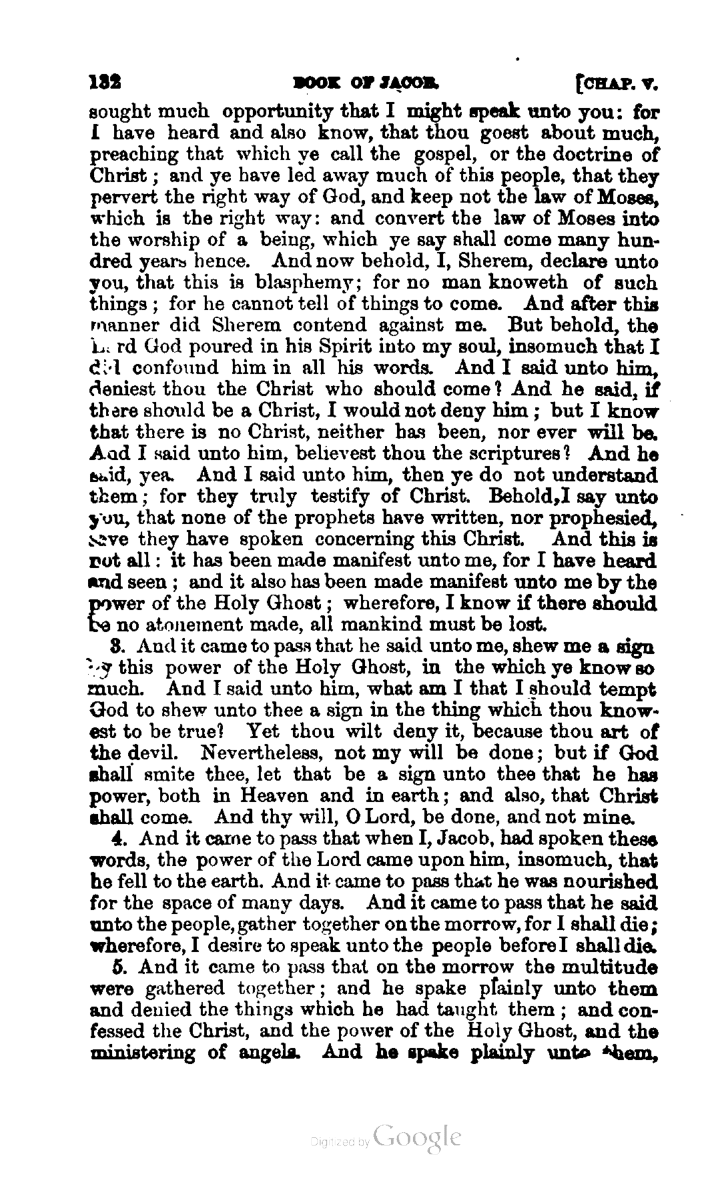 132 BOOK OF JACOB. [CHAP. V.
sought much opportunity that I might speak unto you: for
I have heard and also know, that thou goest about much,
preaching that which ye call the gospel, or the doctrine of
Christ; and ye have led away much of this people, that they
pervert the right way of God, and keep not the law of Moses,
which is the right way: and convert the law of Moses into
the worship of a being, which ye say shall come many hun-
dred years hence. And now behold, I, Sherem, declare unto
you, that this is blasphemy; for no man knoweth of such
things; for he cannot tell of things to come. And after this
manner did Sherem contend against me. But behold, the
Lord God poured in his Spirit into my soul, insomuch that I
did confound him in all his words. And I said unto him,
deniest thou the Christ who should come? And he said, if
there should be a Christ, I would not deny him; but I know
that there is no Christ, neither has been, nor ever will be.
And I said unto him, believest thou the scriptures? And he
said, yea. And I said unto him, then ye do not understand
them; for they truly testify of Christ. Behold, I say unto
you, that none of the prophets have written, nor prophesied,
save they have spoken concerning this Christ. And this is
not all: it has been made manifest unto me, for I have heard
and seen; and it also has been made manifest unto me by the
power of the Holy Ghost; wherefore, I know if there should
be no atonement made, all mankind must be lost.
3. And it came to pass that he said unto me, shew me a sign
by this power of the Holy Ghost, in the which ye know so
much. And I said unto him, what am I that I should tempt
God to shew unto thee a sign in the thing which thou know-
est to be true? Yet thou wilt deny it, because thou art of
the devil. Nevertheless, not my will be done; but if God
shall smite thee, let that be a sign unto thee that he has
power, both in Heaven and in earth; and also, that Christ
shall come. And thy will, O Lord, be done, and not mine.
4. And it came to pass that when I, Jacob, had spoken these
words, the power of the Lord came upon him, insomuch, that
he fell to the earth. And it came to pass that he was nourished
for the space of many days. And it came to pass that he said
unto the people, gather together on the morrow, for I shall die;
wherefore, I desire to speak unto the people before I shall die.
5. And it came to pass that on the morrow the multitude
were gathered together; and he spake plainly unto them
and denied the things which he had taught them; and con-
fessed the Christ, and the power of the Holy Ghost, and the
ministering of angels. And he spake plainly unto them,
Digitized by Google